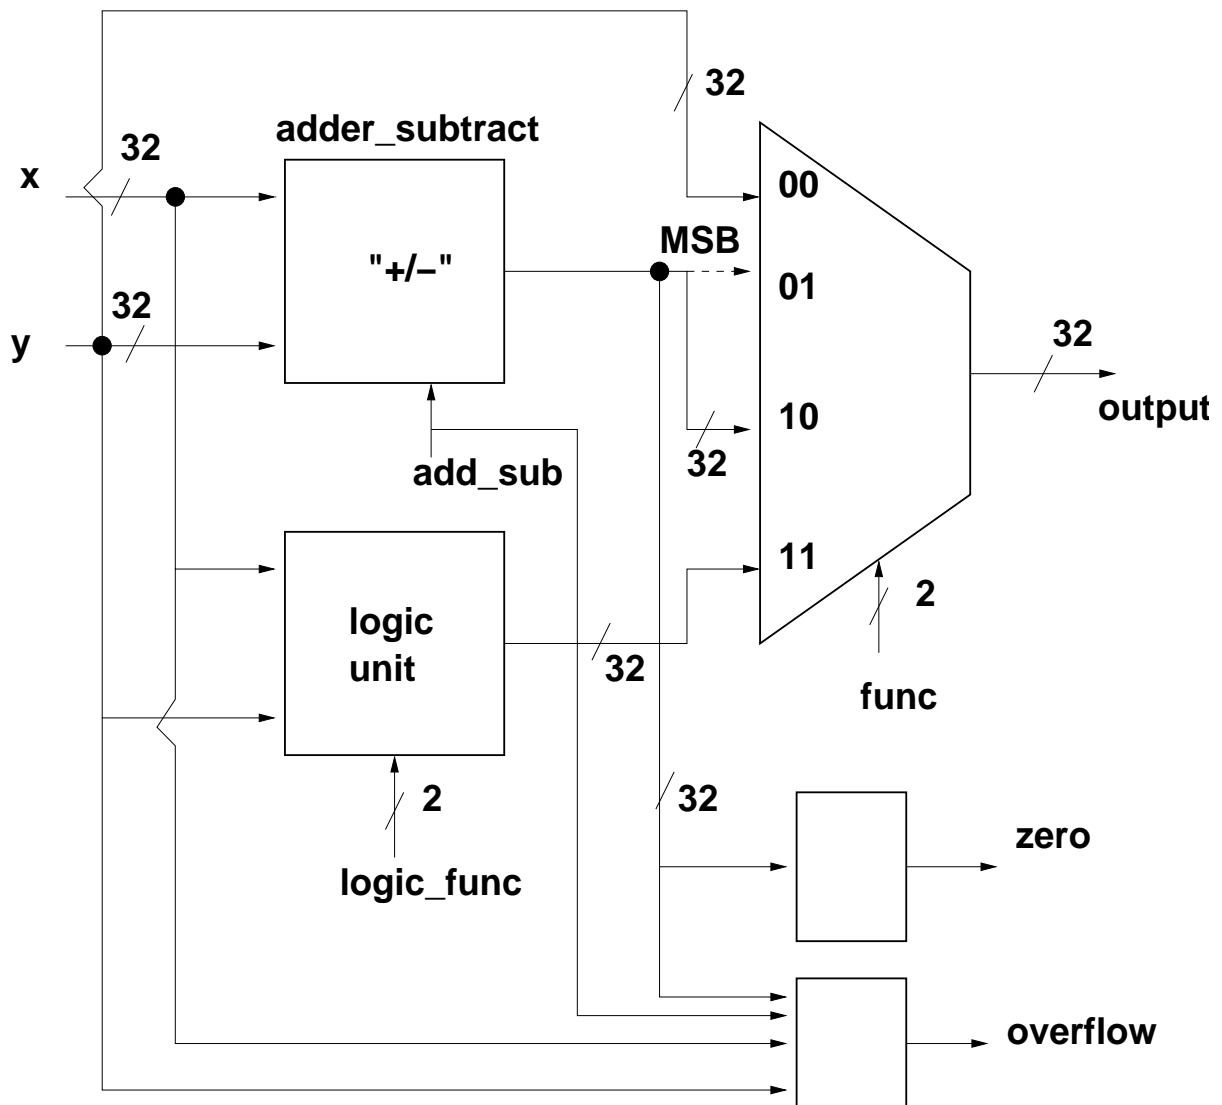 32
adder_subtract
32
x
00
MSB
"+/–"
01
32
y
32
output
10
add_sub
32
11
logic
unit
2
32
func
2
32
zero
logic_func
overflow